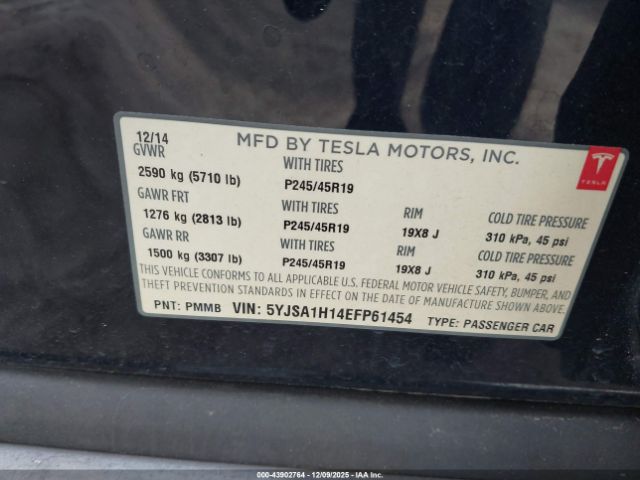 12/14 MFD BY TESLA MOTORS, INC.
GVWR WITH TIRES
2590 kg (5710 lb) P245/45R19
TESLA
GAWR FRT WITH TIRES RIM COLD TIRE PRESSURE
1276 kg (2813 lb) P245/45R19 19X8 J 310 kPa, 45 psi
GAWR RR WITH TIRES RIM COLD TIRE PRESSURE
1500 kg (3307 lb) P245/45R19 19X8 J 310 kPa, 45 psi
THIS VEHICLE CONFORMS TO ALL APPLICABLE U.S. FEDERAL MOTOR VEHICLE SAFETY, BUMPER, AND
THEFT PREVENTION STANDARDS IN EFFECT ON THE DATE OF MANUFACTURE SHOWN ABOVE.
PNT: PMMB VIN: 5YJSA1H14EFP61454 TYPE: PASSENGER CAR
000-43902764 - 12/09/2025 - IAAI Inc.